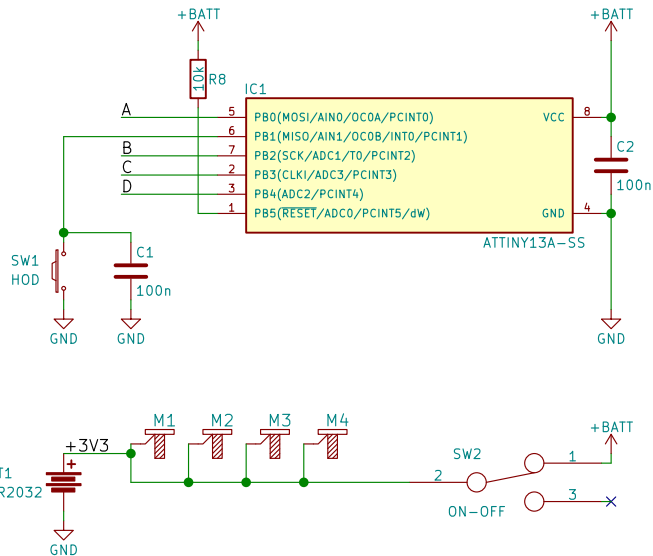 +BATT
+BATT
10k
R8
IC1
A
5
PB0(MOSI/AIN0/OC0A/PCINT0)
VCC
8
6
PB1(MISO/AIN1/OC0B/INT0/PCINT1)
B
7
PB2(SCK/ADC1/T0/PCINT2)
C2
C
2
PB3(CLKI/ADC3/PCINT3)
100n
D
3
PB4(ADC2/PCINT4)
1
PB5(RESET/ADC0/PCINT5/dW)
GND
4
ATTINY13A-SS
SW1
HOD
C1
100n
GND
GND
GND
M1
M2
M3
M4
+BATT
+3V3
+
T1
R2032
GND
SW2
2
1
3
ON-OFF